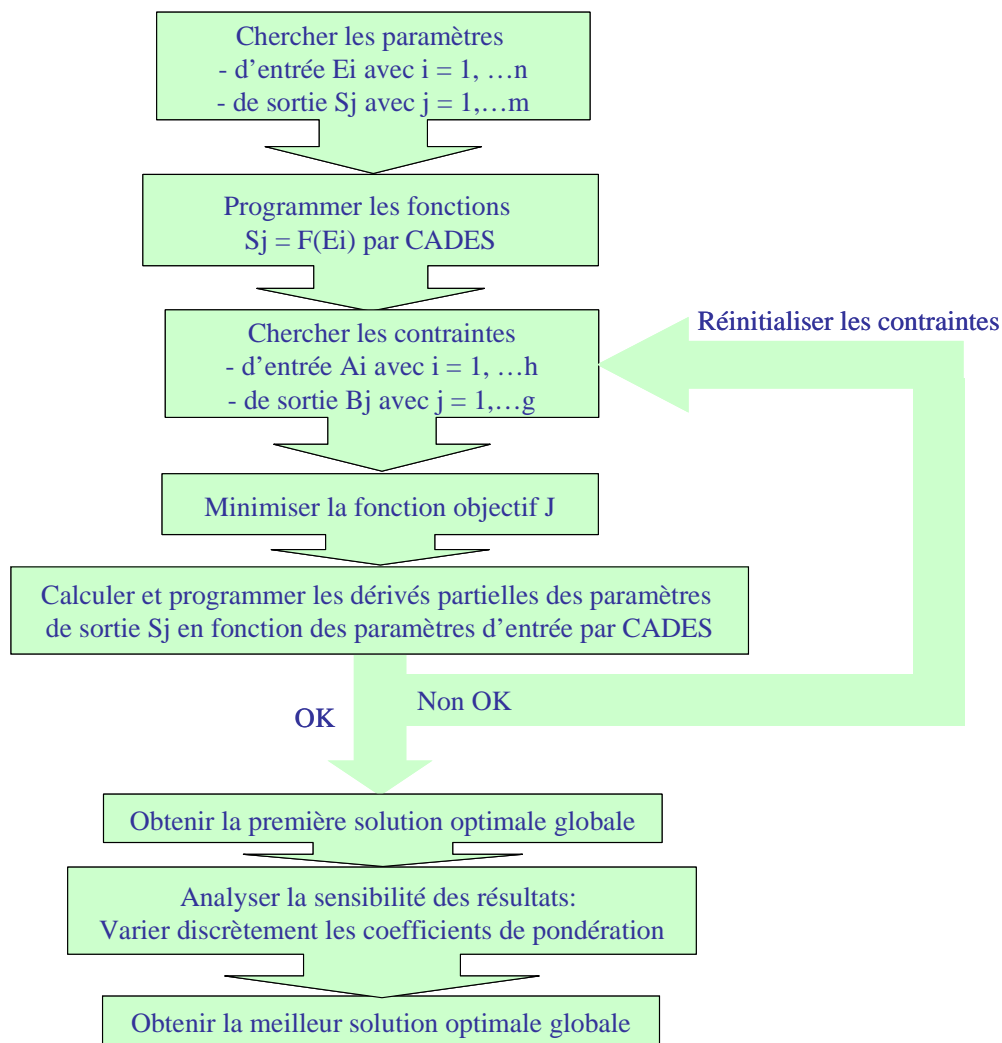 Chercher les paramètres
- d’entrée Ei avec i = 1, …n
- de sortie Sj avec j = 1,…m
Programmer les fonctions
Sj = F(Ei) par CADES
Chercher les contraintes
- d’entrée Ai avec i = 1, …h
- de sortie Bj avec j = 1,…g
Réinitialiser les contraintes
Minimiser la fonction objectif J
Calculer et programmer les dérivés partielles des paramètres
de sortie Sj en fonction des paramètres d’entrée par CADES
OK
Non OK
Obtenir la première solution optimale globale
Analyser la sensibilité des résultats:
Varier discrètement les coefficients de pondération
Obtenir la meilleur solution optimale globale